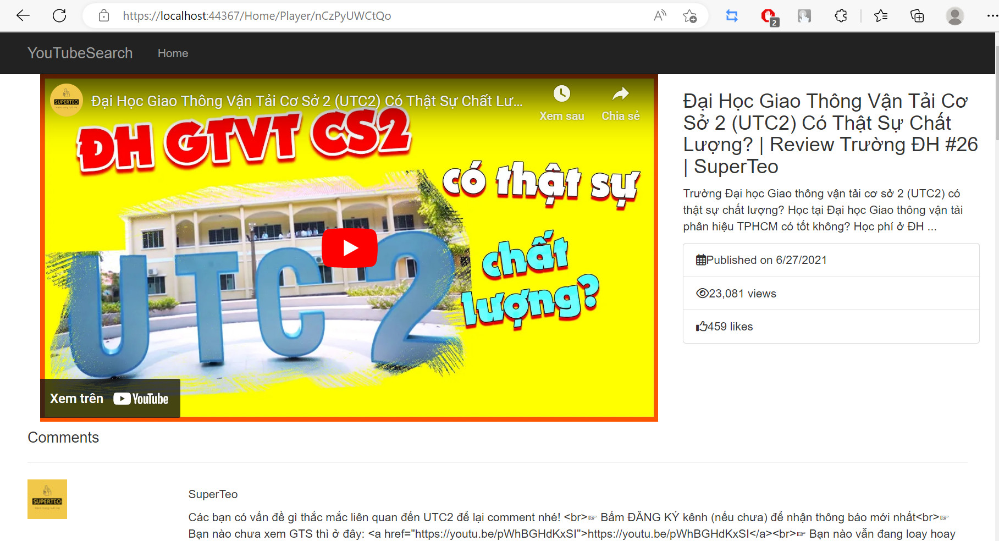 https://localhost:44367/Home/Player/nCzPyUWCtQo
2
YouTubeSearch
Home
SUPERTEO
Đại Học Giao Thông Vận Tải Cơ Sở 2 (UTC2) Có Thật Sự Chất Lư...
Xem sau
Chia sẻ
ĐH GTVT CS2
có thật sự
chất
lượng?
UTC 2
Xem trên YouTube
Đại Học Giao Thông Vận Tải Cơ
Sở 2 (UTC2) Có Thật Sự Chất
Lượng? | Review Trường ĐH #26
| SuperTeo
Trường Đại học Giao thông vận tải cơ sở 2 (UTC2) có
thật sự chất lượng? Học tại Đại học Giao thông vận tải
phân hiệu TPHCM có tốt không? Học phí ở ĐH ...
Published on 6/27/2021
23,081 views
459 likes
Comments
SUPERTEO
SuperTeo
Các bạn có vấn đề gì thắc mắc liên quan đến UTC2 để lại comment nhé! <br>☞ Bấm ĐĂNG KÝ kênh (nếu chưa) để nhận thông báo mới nhất<br>☞
Bạn nào chưa xem GTS thì ở đây: <a href="https://youtu.be/pWhBGHdKxSI">https://youtu.be/pWhBGHdKxSI</a><br>☞ Bạn nào vẫn đang loay hoay